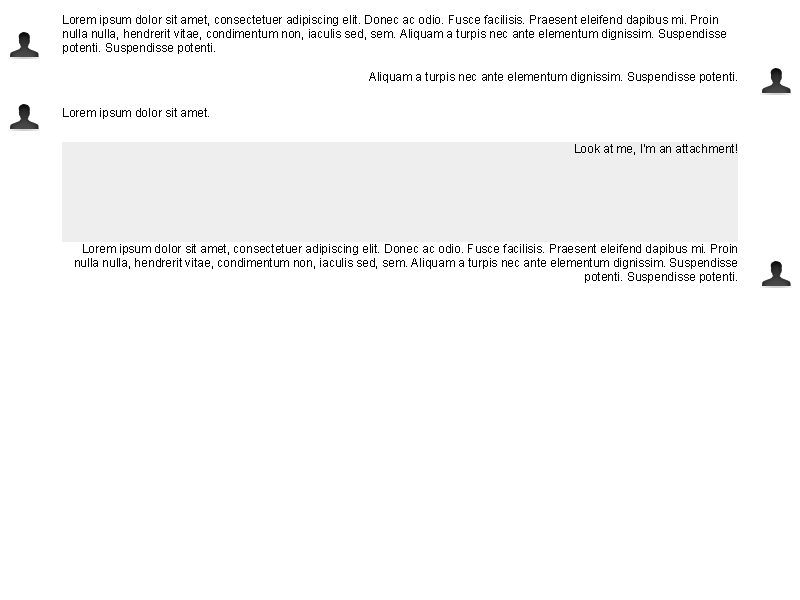 Lorem ipsum dolor sit amet, consectetuer adipiscing elit. Donec ac odio. Fusce facilisis. Praesent eleifend dapibus mi. Proin
nulla nulla, hendrerit vitae, condimentum non, iaculis sed, sem. Aliquam a turpis nec ante elementum dignissim. Suspendisse
potenti. Suspendisse potenti.
Aliquam a turpis nec ante elementum dignissim. Suspendisse potenti.
Lorem ipsum dolor sit amet.
Look at me, I'm an attachment!
Lorem ipsum dolor sit amet, consectetuer adipiscing elit. Donec ac odio. Fusce facilisis. Praesent eleifend dapibus mi. Proin
nulla nulla, hendrerit vitae, condimentum non, iaculis sed, sem. Aliquam a turpis nec ante elementum dignissim. Suspendisse
potenti. Suspendisse potenti.